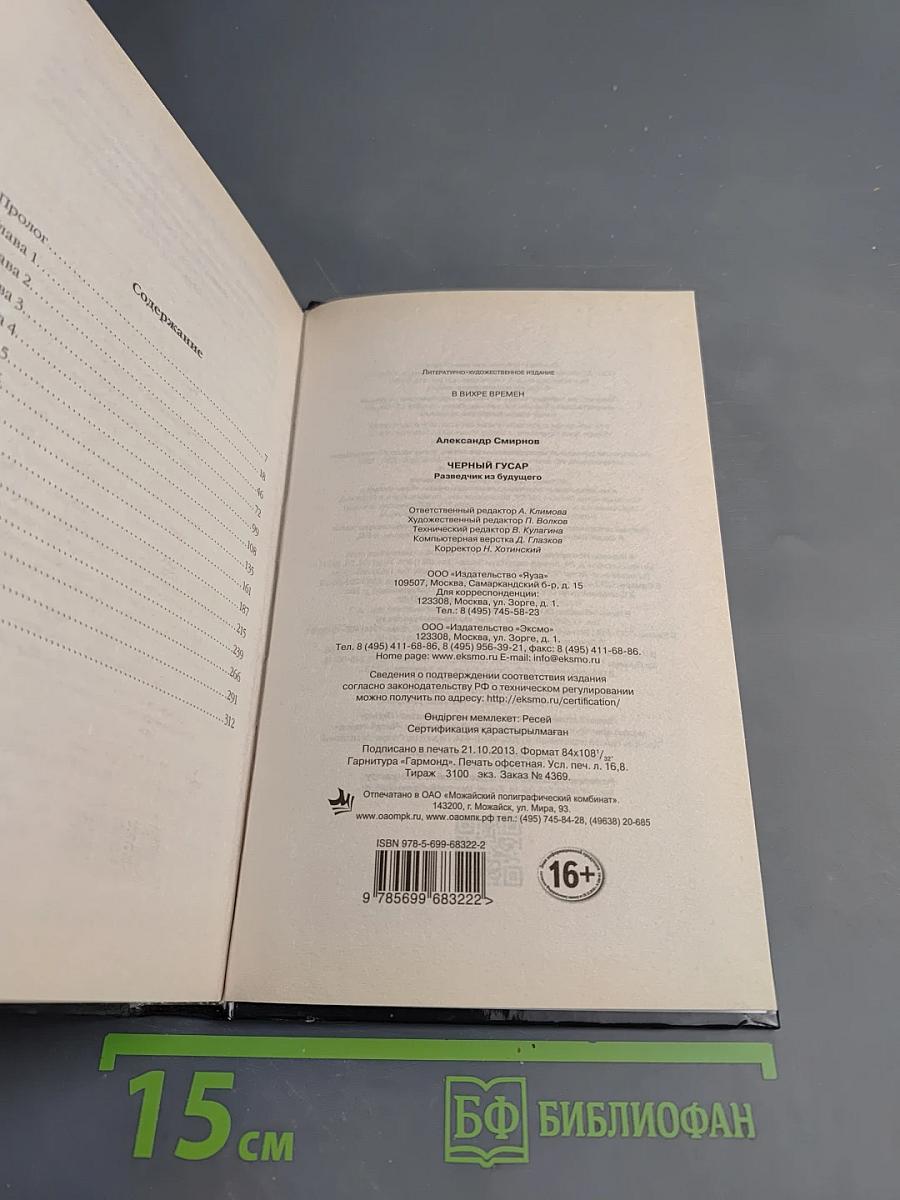 Содержание
Пролог
7
18
46
72
99
108
135
161
187
215
239
266
291
312
Литературно-художественное издание
В ВИХРЕ ВРЕМЕН
Александр Смирнов
ЧЕРНЫЙ ГУСАР
Разведчик из будущего
Ответственный редактор А. Климова
Художественный редактор П. Волков
Технический редактор В. Кулагина
Компьютерная верстка Д. Глазков
Корректор Н. Хотинский
ООО «Издательство «Яуза»
109507, Москва, Самаркандский б-р, д. 15
Для корреспонденции:
123308, Москва, ул. Зорге, д. 1.
Тел.: 8 (495) 745-58-23
ООО «Издательство «Эксмо»
123308, Москва, ул. Зорге, д. 1.
Тел. 8 (495) 411-68-86, 8 (495) 956-39-21, факс: 8 (495) 411-68-86.
Home page: www.eksmo.ru E-mail: info@eksmo.ru
Сведения о подтверждении соответствия издания
согласно законодательству РФ о техническом регулировании
можно получить по адресу: http://eksmo.ru/certification/
Өндірген мемлекет: Ресей
Сертификация қарастырылмаған
Подписано в печать 21.10.2013. Формат 84x108 1/32.
Гарнитура «Гармонд». Печать офсетная. Усл. печ. л. 16,8.
Тираж 3100 экз. Заказ № 4369.
Отпечатано в ОАО «Можайский полиграфический комбинат».
143200, г. Можайск, ул. Мира, 93.
www.oaompk.ru, www.оаомпк.рф тел.: (495) 745-84-28, (49638) 20-685
ISBN 978-5-699-68322-2
9 785699 683222 >
16+
15 см
БФ БИБЛИОФАН